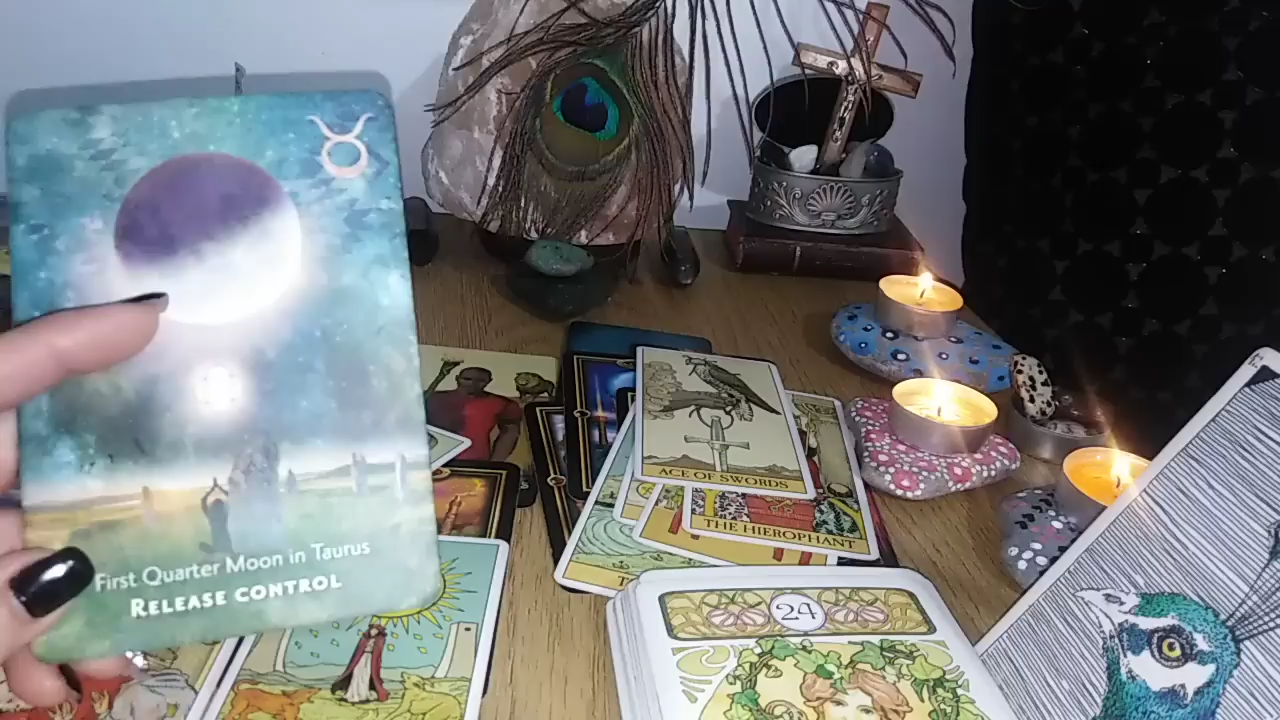 First Quarter Moon in Taurus
RELEASE CONTROL
ACE OF SWORDS
THE HIEROPHANT
24